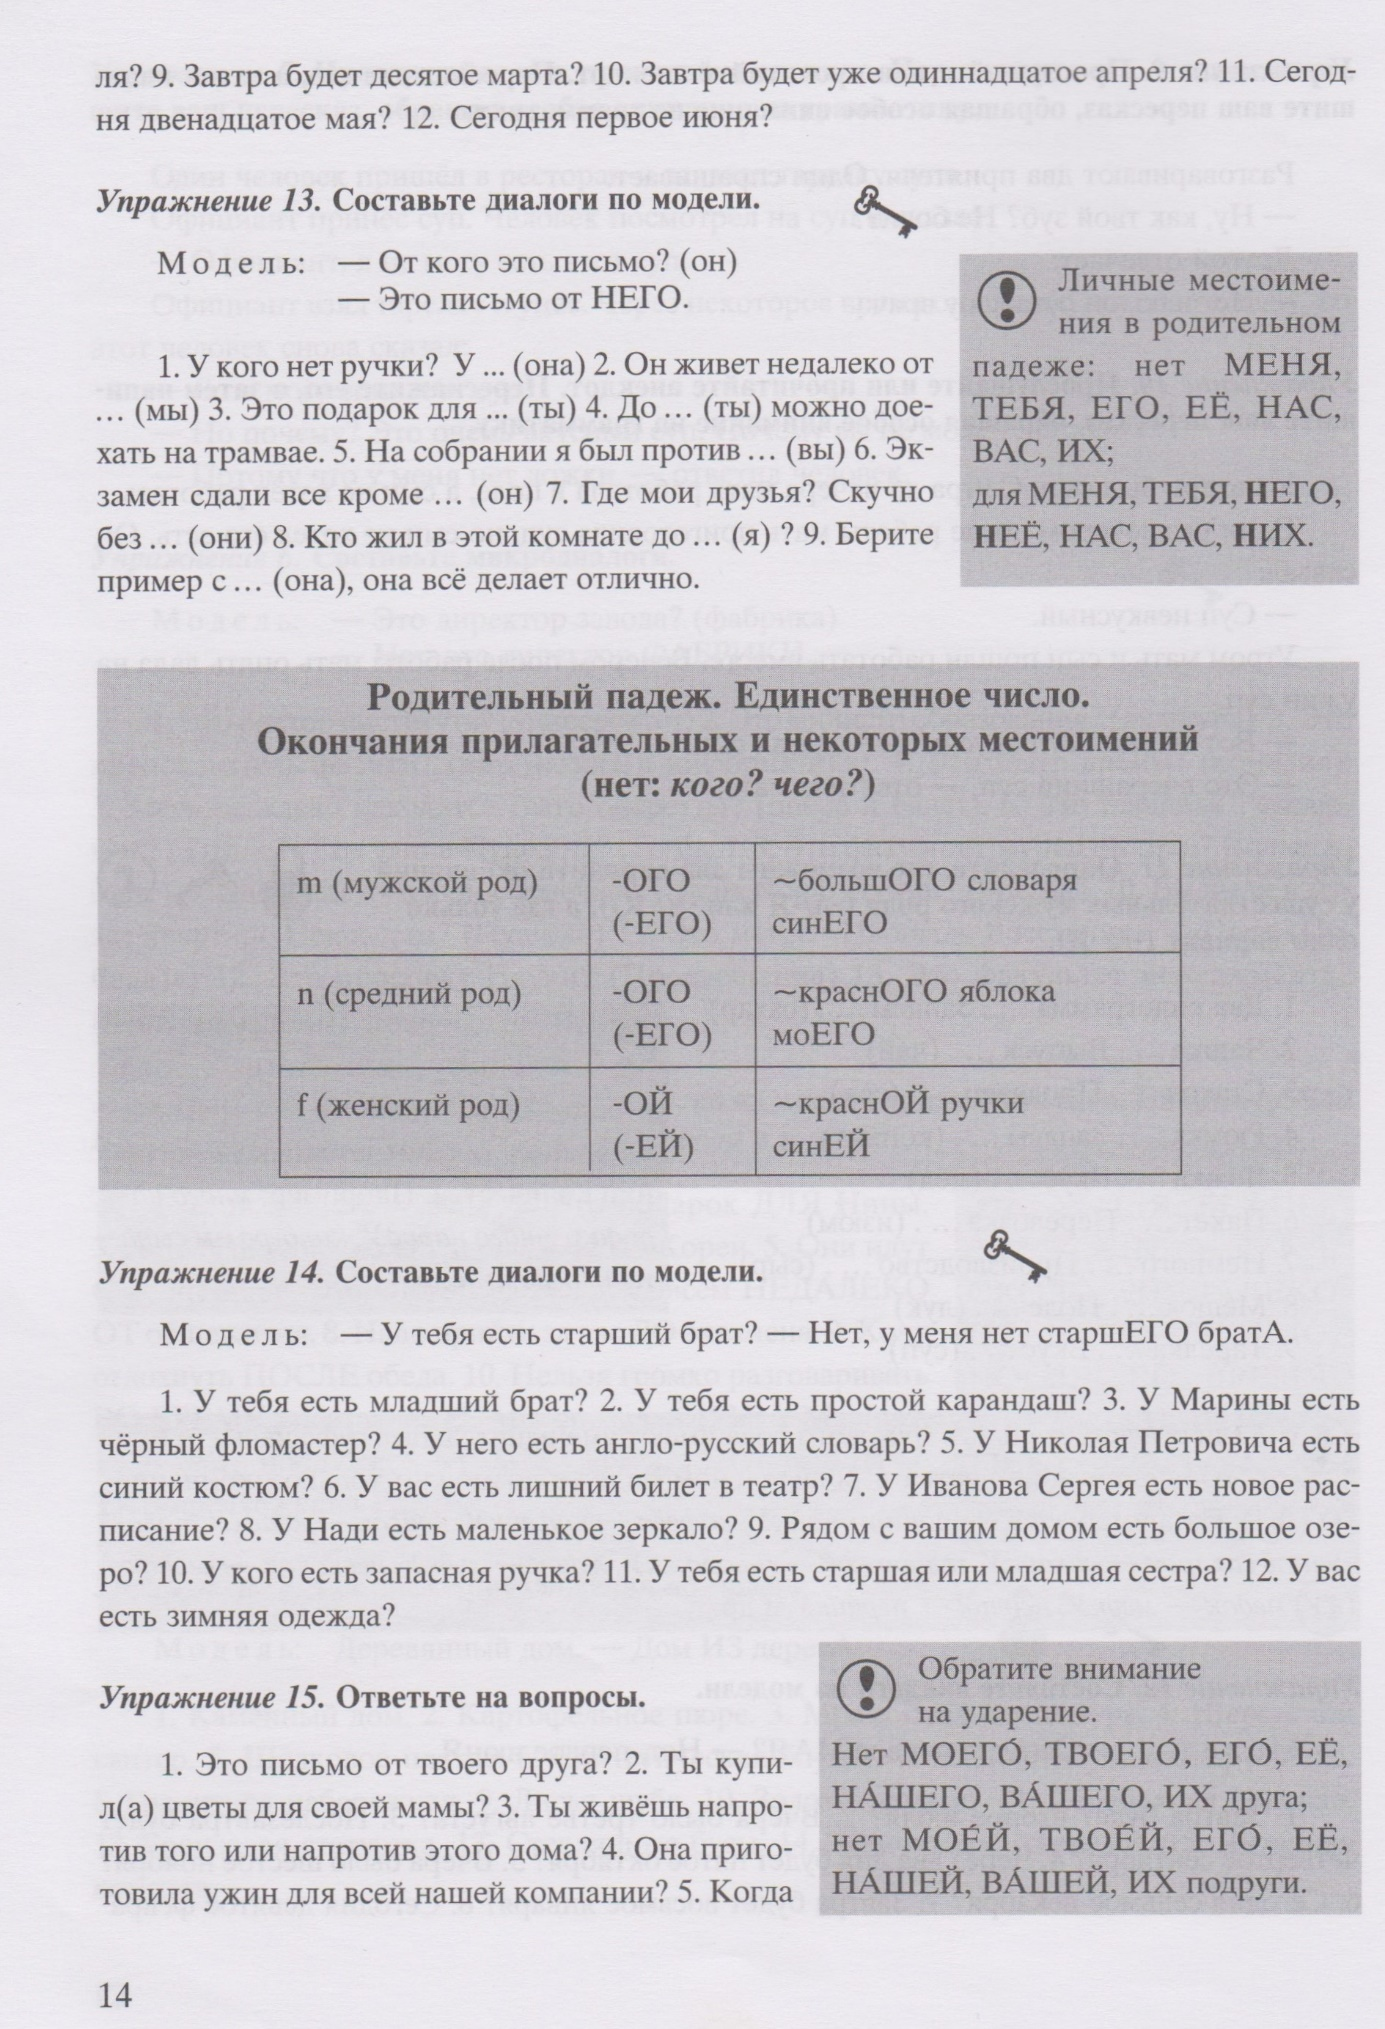 ля? 9. Завтра будет десятое марта? 10. Завтра будет уже одиннадцатое апреля? 11. Сегод-
ня двенадцатое мая? 12. Сегодня первое июня?
Упражнение 13. Составьте диалоги по модели.
Модель: — От кого это письмо? (он)
— Это письмо от НЕГО.
1. У кого нет ручки? У ... (она) 2. Он живет недалеко от
... (мы) 3. Это подарок для ... (ты) 4. До ... (ты) можно дое-
хать на трамвае. 5. На собрании я был против ... (вы) 6. Эк-
замен сдали все кроме ... (он) 7. Где мои друзья? Скучно
без ... (они) 8. Кто жил в этой комнате до ... (я) ? 9. Берите
пример с ... (она), она всё делает отлично.
Личные местоиме-
ния в родительном
падеже: нет МЕНЯ,
ТЕБЯ, ЕГО, ЕЁ, НАС,
ВАС, ИХ;
для МЕНЯ, ТЕБЯ, НЕГО,
НЕЁ, НАС, ВАС, НИХ.
Родительный падеж. Единственное число.
Окончания прилагательных и некоторых местоимений
(нет: кого? чего?)
m (мужской род) -ОГО ~большОГО словаря
(-ЕГО) синЕГО
n (средний род) -ОГО ~краснОГО яблока
(-ЕГО) моЕГО
f (женский род) -ОЙ ~краснОЙ ручки
(-ЕЙ) синЕЙ
Упражнение 14. Составьте диалоги по модели.
Модель: — У тебя есть старший брат? — Нет, у меня нет старшЕГО братА.
1. У тебя есть младший брат? 2. У тебя есть простой карандаш? 3. У Марины есть
чёрный фломастер? 4. У него есть англо-русский словарь? 5. У Николая Петровича есть
синий костюм? 6. У вас есть лишний билет в театр? 7. У Иванова Сергея есть новое рас-
писание? 8. У Нади есть маленькое зеркало? 9. Рядом с вашим домом есть большое озе-
ро? 10. У кого есть запасная ручка? 11. У тебя есть старшая или младшая сестра? 12. У вас
есть зимняя одежда?
Упражнение 15. Ответьте на вопросы.
1. Это письмо от твоего друга? 2. Ты купи-
л(а) цветы для своей мамы? 3. Ты живёшь напро-
тив того или напротив этого дома? 4. Она приго-
товила ужин для всей нашей компании? 5. Когда
Обратите внимание
на ударение.
Нет МОЕГО́, ТВОЕГО́, ЕГО́, ЕЁ,
НА́ШЕГО, ВА́ШЕГО, ИХ друга;
нет МОЕ́Й, ТВОЕ́Й, ЕГО́, ЕЁ,
НА́ШЕЙ, ВА́ШЕЙ, ИХ подруги.
14